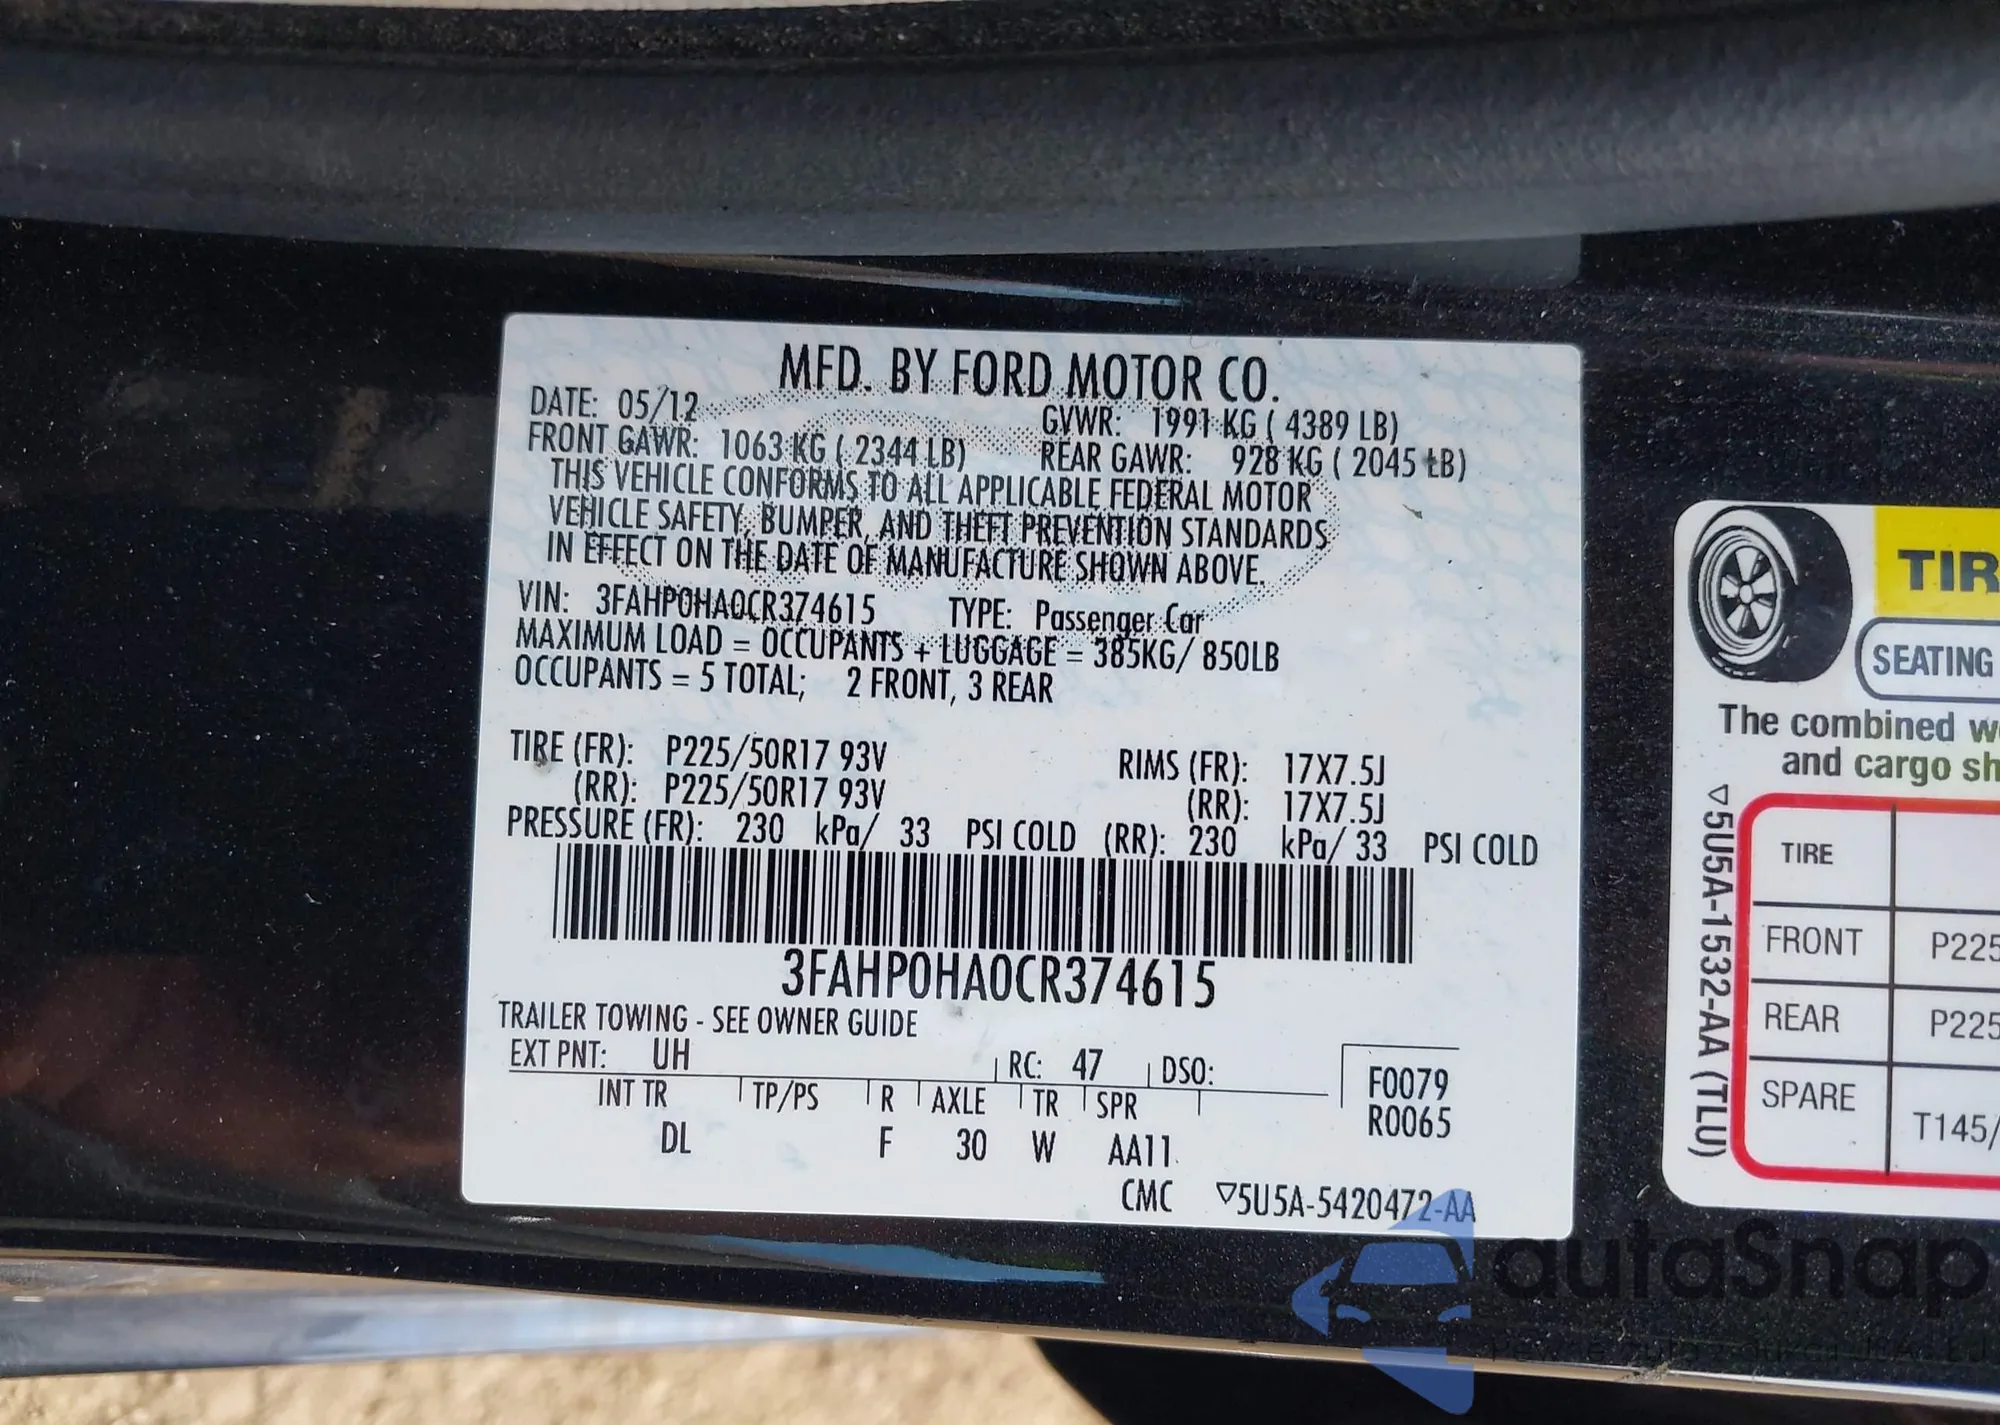 MFD. BY FORD MOTOR CO.
DATE: 05/12 GVWR: 1991 KG ( 4389 LB)
FRONT GAWR: 1063 KG ( 2344 LB) REAR GAWR: 928 KG ( 2045 LB)
THIS VEHICLE CONFORMS TO ALL APPLICABLE FEDERAL MOTOR
VEHICLE SAFETY, BUMPER, AND THEFT PREVENTION STANDARDS
IN EFFECT ON THE DATE OF MANUFACTURE SHOWN ABOVE.
VIN: 3FAHP0HA0CR374615 TYPE: Passenger Car
MAXIMUM LOAD = OCCUPANTS + LUGGAGE = 385KG/ 850LB
OCCUPANTS = 5 TOTAL; 2 FRONT, 3 REAR
TIRE (FR): P225/50R17 93V RIMS (FR): 17X7.5J
(RR): P225/50R17 93V (RR): 17X7.5J
PRESSURE (FR): 230 kPa/ 33 PSI COLD (RR): 230 kPa/ 33 PSI COLD
3FAHP0HA0CR374615
TRAILER TOWING - SEE OWNER GUIDE
EXT PNT: UH RC: 47 DSO:
INT TR TP/PS R AXLE TR SPR
DL F 30 W AA11
F0079
R0065
CMC ▽5U5A-5420472-AA
TIR
SEATING
The combined w
and cargo sh
▽5U5A-1532-AA (TLU)
TIRE
FRONT P225
REAR P225
SPARE T145/
autaSnap